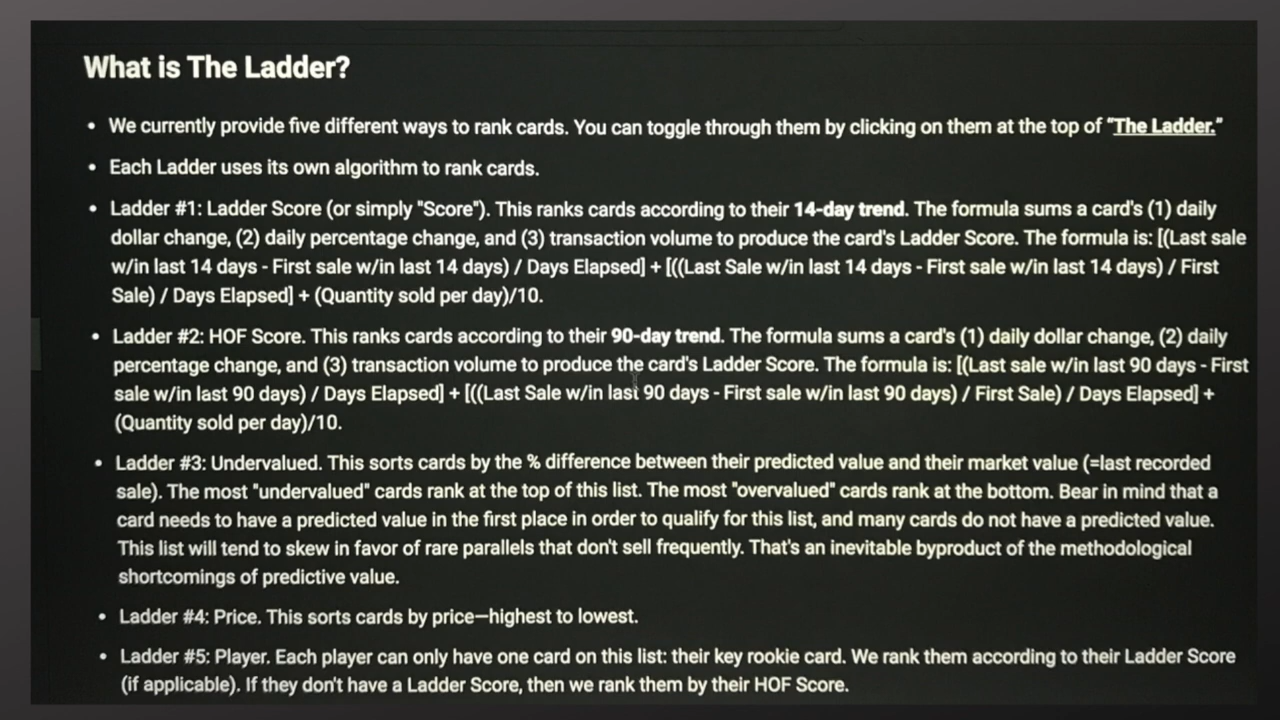 What is The Ladder?
• We currently provide five different ways to rank cards. You can toggle through them by clicking on them at the top of "The Ladder."
• Each Ladder uses its own algorithm to rank cards.
• Ladder #1: Ladder Score (or simply "Score"). This ranks cards according to their 14-day trend. The formula sums a card's (1) daily
dollar change, (2) daily percentage change, and (3) transaction volume to produce the card's Ladder Score. The formula is: [(Last sale
w/in last 14 days - First sale w/in last 14 days) / Days Elapsed] + [((Last Sale w/in last 14 days - First sale w/in last 14 days) / First
Sale) / Days Elapsed] + (Quantity sold per day)/10.
• Ladder #2: HOF Score. This ranks cards according to their 90-day trend. The formula sums a card's (1) daily dollar change, (2) daily
percentage change, and (3) transaction volume to produce the card's Ladder Score. The formula is: [(Last sale w/in last 90 days - First
sale w/in last 90 days) / Days Elapsed] + [((Last Sale w/in last 90 days - First sale w/in last 90 days) / First Sale) / Days Elapsed] +
(Quantity sold per day)/10.
• Ladder #3: Undervalued. This sorts cards by the % difference between their predicted value and their market value (=last recorded
sale). The most "undervalued" cards rank at the top of this list. The most "overvalued" cards rank at the bottom. Bear in mind that a
card needs to have a predicted value in the first place in order to qualify for this list, and many cards do not have a predicted value.
This list will tend to skew in favor of rare parallels that don't sell frequently. That's an inevitable byproduct of the methodological
shortcomings of predictive value.
• Ladder #4: Price. This sorts cards by price—highest to lowest.
• Ladder #5: Player. Each player can only have one card on this list: their key rookie card. We rank them according to their Ladder Score
(if applicable). If they don't have a Ladder Score, then we rank them by their HOF Score.